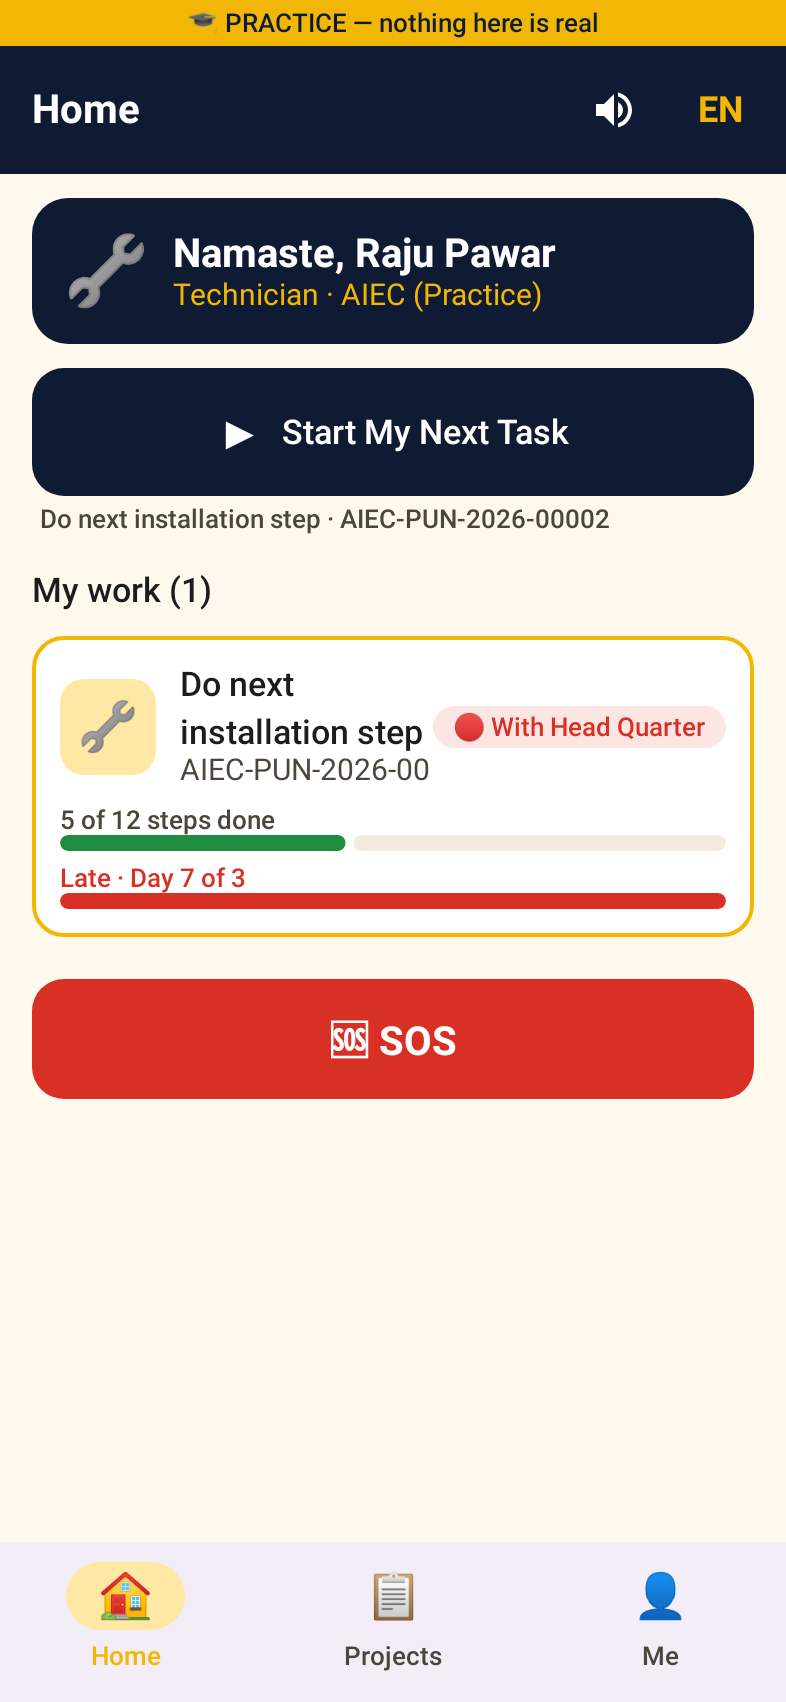 PRACTICE — nothing here is real
Home
EN
Namaste, Raju Pawar
Technician · AIEC (Practice)
▶ Start My Next Task
Do next installation step · AIEC-PUN-2026-00002
My work (1)
Do next
installation step
With Head Quarter
AIEC-PUN-2026-00
5 of 12 steps done
Late · Day 7 of 3
🆘 SOS
Home
Projects
Me